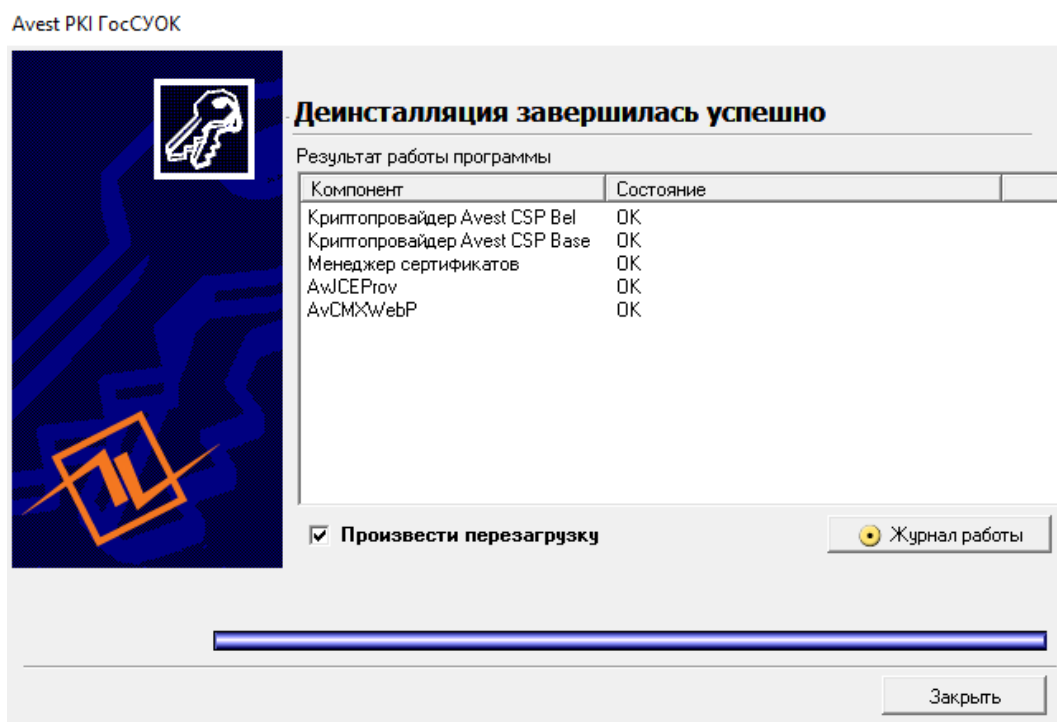 Avest PKI ГосСУОК
Деинсталляция завершилась успешно
Результат работы программы
Компонент Состояние
Криптопровайдер Avest CSP Bel OK
Криптопровайдер Avest CSP Base OK
Менеджер сертификатов OK
AvJCEProv OK
AvCMXWebP OK
Произвести перезагрузку
Журнал работы
Закрыть